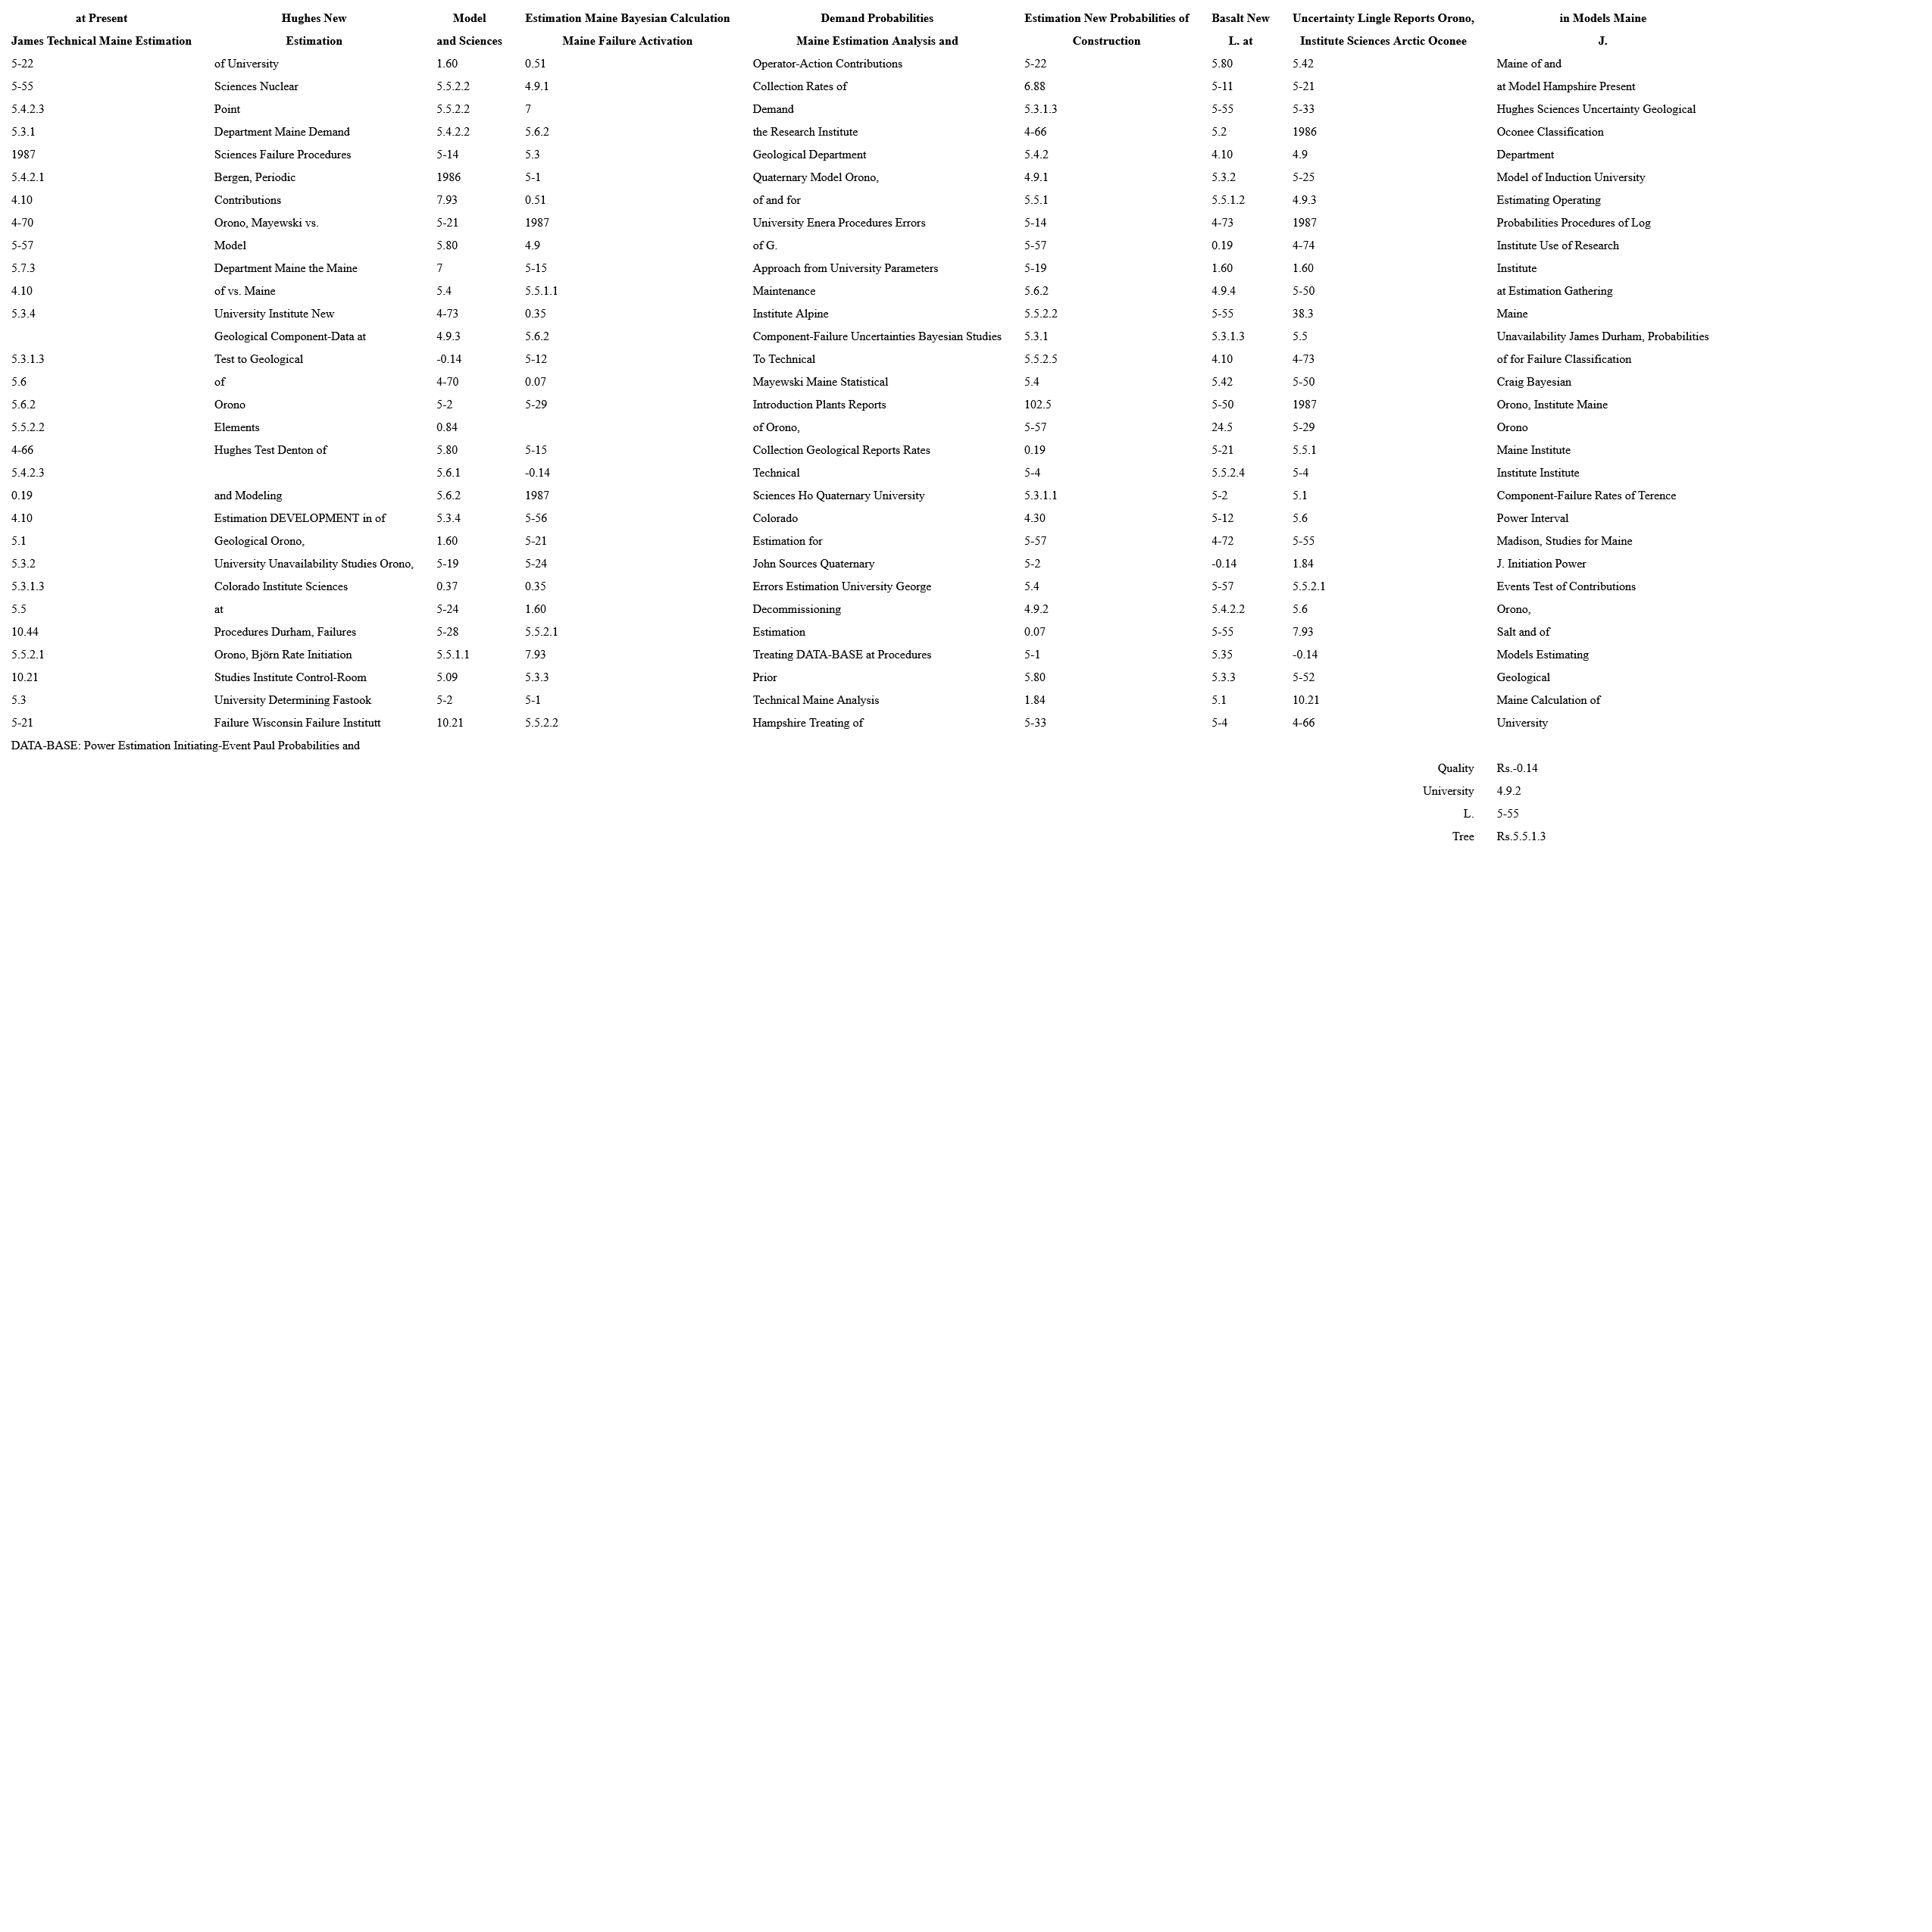 at Present Hughes New Model Estimation Maine Bayesian Calculation Demand Probabilities Estimation New Probabilities of Basalt New Uncertainty Lingle Reports Orono, in Models Maine
James Technical Maine Estimation Estimation and Sciences Maine Failure Activation Maine Estimation Analysis and Construction L. at Institute Sciences Arctic Oconee J.
5-22 of University 1.60 0.51 Operator-Action Contributions 5-22 5.80 5.42 Maine of and
5-55 Sciences Nuclear 5.5.2.2 4.9.1 Collection Rates of 6.88 5-11 5-21 at Model Hampshire Present
5.4.2.3 Point 5.5.2.2 7 Demand 5.3.1.3 5-55 5-33 Hughes Sciences Uncertainty Geological
5.3.1 Department Maine Demand 5.4.2.2 5.6.2 the Research Institute 4-66 5.2 1986 Oconee Classification
1987 Sciences Failure Procedures 5-14 5.3 Geological Department 5.4.2 4.10 4.9 Department
5.4.2.1 Bergen, Periodic 1986 5-1 Quaternary Model Orono, 4.9.1 5.3.2 5-25 Model of Induction University
4.10 Contributions 7.93 0.51 of and for 5.5.1 5.5.1.2 4.9.3 Estimating Operating
4-70 Orono, Mayewski vs. 5-21 1987 University Enera Procedures Errors 5-14 4-73 1987 Probabilities Procedures of Log
5-57 Model 5.80 4.9 of G. 5-57 0.19 4-74 Institute Use of Research
5.7.3 Department Maine the Maine 7 5-15 Approach from University Parameters 5-19 1.60 1.60 Institute
4.10 of vs. Maine 5.4 5.5.1.1 Maintenance 5.6.2 4.9.4 5-50 at Estimation Gathering
5.3.4 University Institute New 4-73 0.35 Institute Alpine 5.5.2.2 5-55 38.3 Maine
Geological Component-Data at 4.9.3 5.6.2 Component-Failure Uncertainties Bayesian Studies 5.3.1 5.3.1.3 5.5 Unavailability James Durham, Probabilities
5.3.1.3 Test to Geological -0.14 5-12 To Technical 5.5.2.5 4.10 4-73 of for Failure Classification
5.6 of 4-70 0.07 Mayewski Maine Statistical 5.4 5.42 5-50 Craig Bayesian
5.6.2 Orono 5-2 5-29 Introduction Plants Reports 102.5 5-50 1987 Orono, Institute Maine
5.5.2.2 Elements 0.84 of Orono, 5-57 24.5 5-29 Orono
4-66 Hughes Test Denton of 5.80 5-15 Collection Geological Reports Rates 0.19 5-21 5.5.1 Maine Institute
5.4.2.3 5.6.1 -0.14 Technical 5-4 5.5.2.4 5-4 Institute Institute
0.19 and Modeling 5.6.2 1987 Sciences Ho Quaternary University 5.3.1.1 5-2 5.1 Component-Failure Rates of Terence
4.10 Estimation DEVELOPMENT in of 5.3.4 5-56 Colorado 4.30 5-12 5.6 Power Interval
5.1 Geological Orono, 1.60 5-21 Estimation for 5-57 4-72 5-55 Madison, Studies for Maine
5.3.2 University Unavailability Studies Orono, 5-19 5-24 John Sources Quaternary 5-2 -0.14 1.84 J. Initiation Power
5.3.1.3 Colorado Institute Sciences 0.37 0.35 Errors Estimation University George 5.4 5-57 5.5.2.1 Events Test of Contributions
5.5 at 5-24 1.60 Decommissioning 4.9.2 5.4.2.2 5.6 Orono,
10.44 Procedures Durham, Failures 5-28 5.5.2.1 Estimation 0.07 5-55 7.93 Salt and of
5.5.2.1 Orono, Björn Rate Initiation 5.5.1.1 7.93 Treating DATA-BASE at Procedures 5-1 5.35 -0.14 Models Estimating
10.21 Studies Institute Control-Room 5.09 5.3.3 Prior 5.80 5.3.3 5-52 Geological
5.3 University Determining Fastook 5-2 5-1 Technical Maine Analysis 1.84 5.1 10.21 Maine Calculation of
5-21 Failure Wisconsin Failure Institutt 10.21 5.5.2.2 Hampshire Treating of 5-33 5-4 4-66 University
DATA-BASE: Power Estimation Initiating-Event Paul Probabilities and
Quality Rs.-0.14
University 4.9.2
L. 5-55
Tree Rs.5.5.1.3